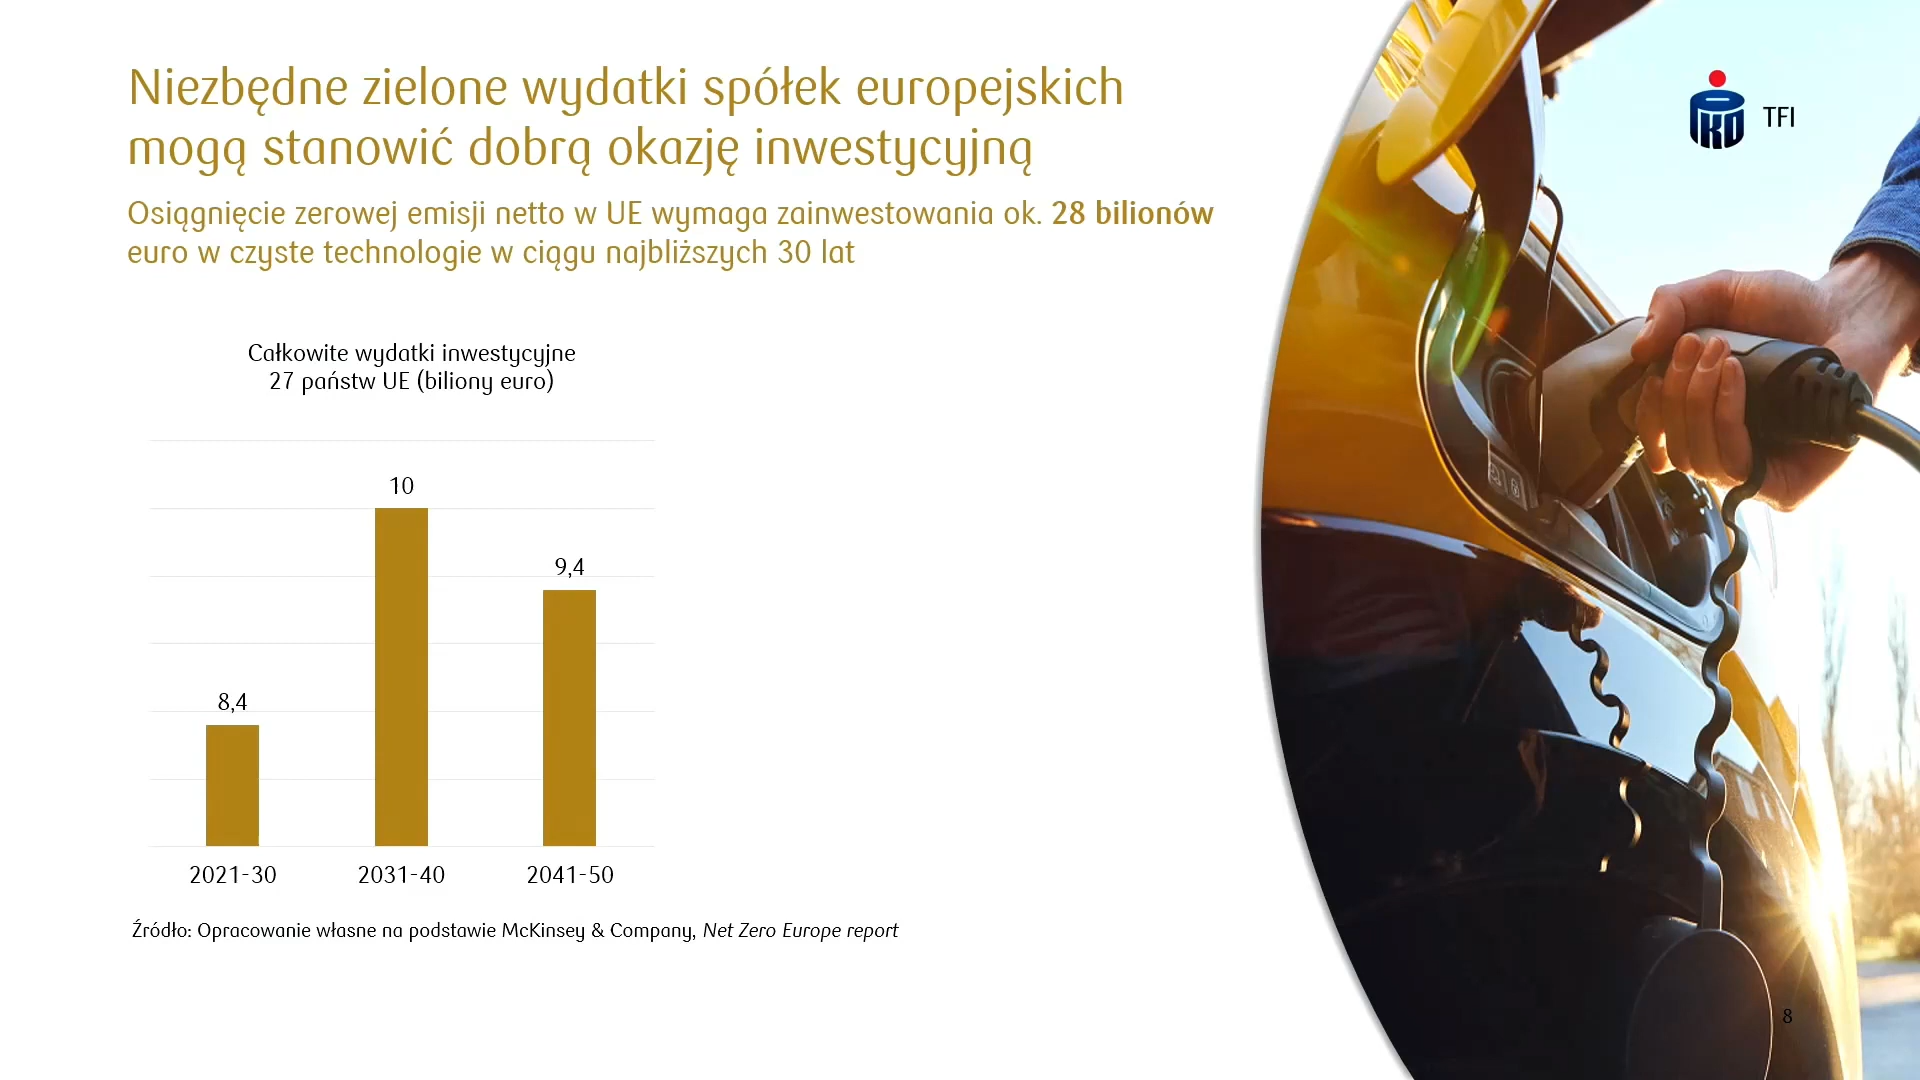 Niezbędne zielone wydatki spółek europejskich
mogą stanowić dobrą okazję inwestycyjną
Osiągnięcie zerowej emisji netto w UE wymaga zainwestowania ok. 28 bilionów
euro w czyste technologie w ciągu najbliższych 30 lat
PKO TFI
Całkowite wydatki inwestycyjne
27 państw UE (biliony euro)
8,4
10
9,4
2021-30
2031-40
2041-50
Źródło: Opracowanie własne na podstawie McKinsey & Company, Net Zero Europe report
8